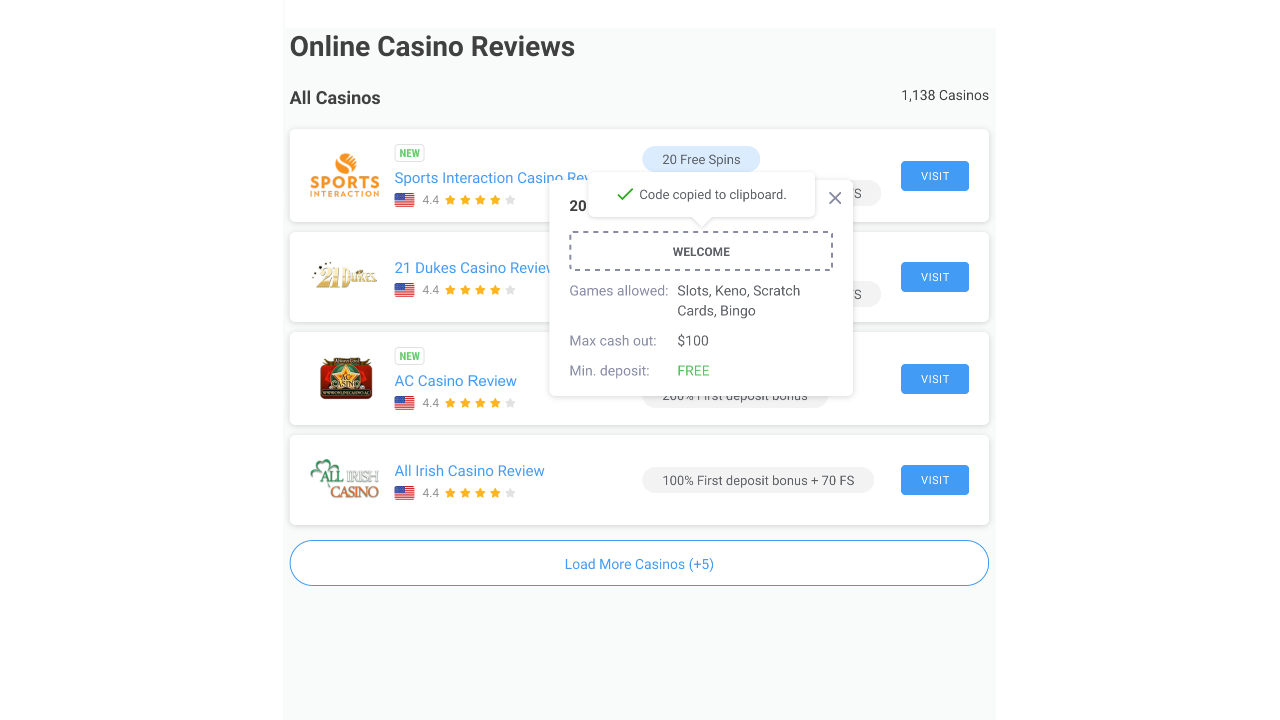 Online Casino Reviews
All Casinos
1,138 Casinos
SPORTS
INTERACTION
NEW
Sports Interaction Casino Rev
4.4
20 Free Spins
S
VISIT
20
Code copied to clipboard.
WELCOME
Games allowed: Slots, Keno, Scratch
Cards, Bingo
Max cash out: $100
Min. deposit: FREE
21 DUKES
21 Dukes Casino Review
4.4
S
VISIT
AC
CASINO
NEW
AC Casino Review
4.4
200% First deposit bonus
VISIT
ALL IRISH
CASINO
All Irish Casino Review
4.4
100% First deposit bonus + 70 FS
VISIT
Load More Casinos (+5)